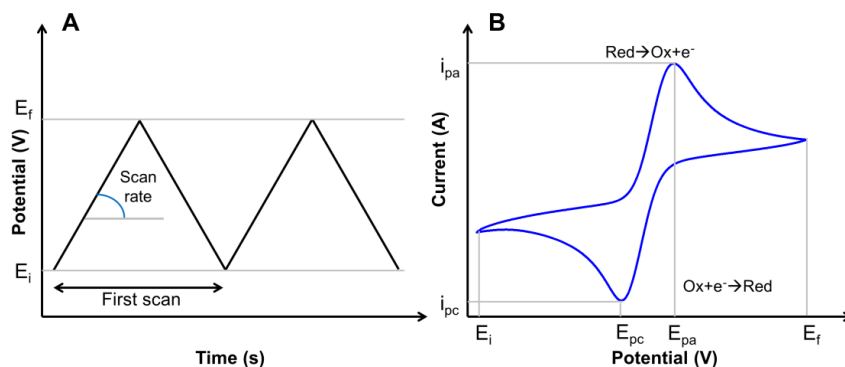 A
Potential (V)
E_f
Scan
rate
E_i
First scan
Time (s)
B
Current (A)
Red→Ox+e⁻
i_pa
Ox+e⁻→Red
i_pc
E_i
E_pc
E_pa
E_f
Potential (V)